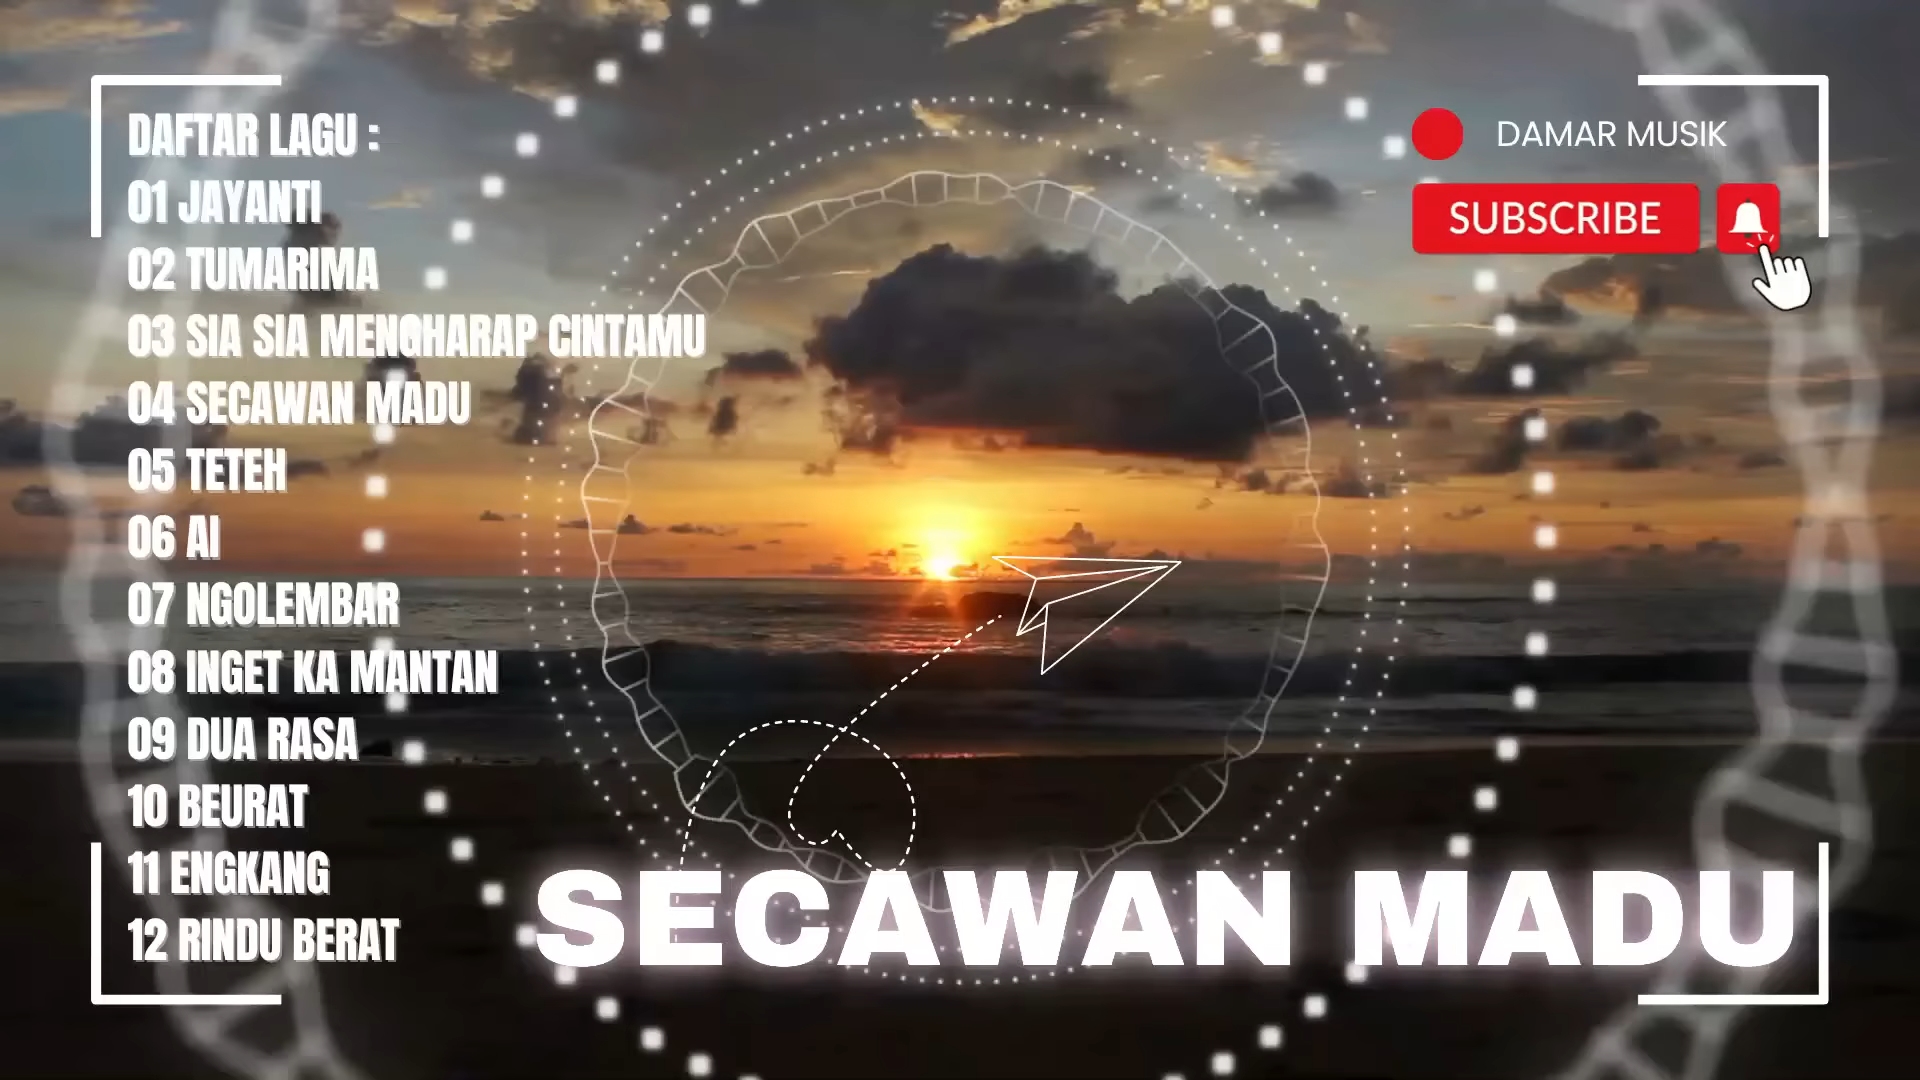 DAFTAR LAGU :
01 JAYANTI
02 TUMARIMA
03 SIA SIA MENGHARAP CINTAMU
04 SECAWAN MADU
05 TETEH
06 AI
07 NGOLEMBAR
08 INGET KA MANTAN
09 DUA RASA
10 BEURAT
11 ENGKANG
12 RINDU BERAT
DAMAR MUSIK
SUBSCRIBE
SECAWAN MADU